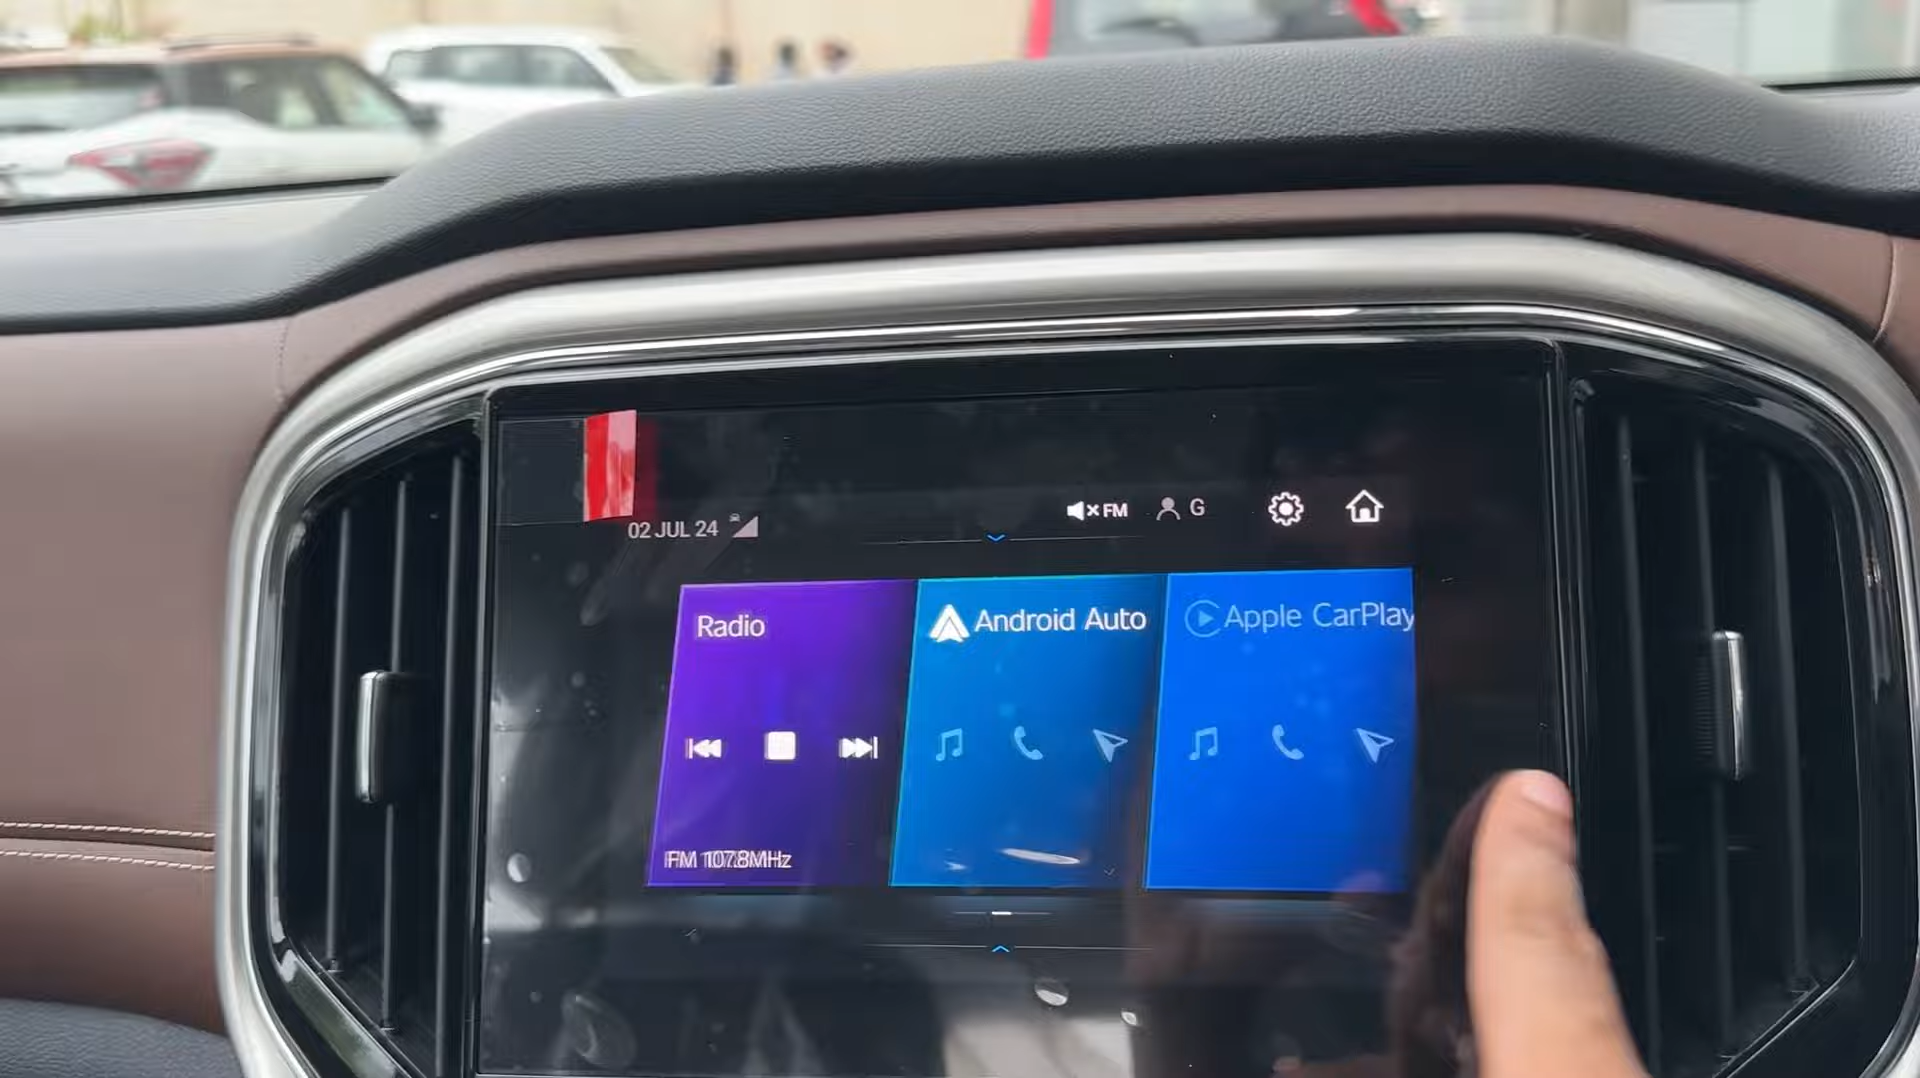 02 JUL 24
FM
G
Radio
Android Auto
Apple CarPlay
FM 107.8MHz